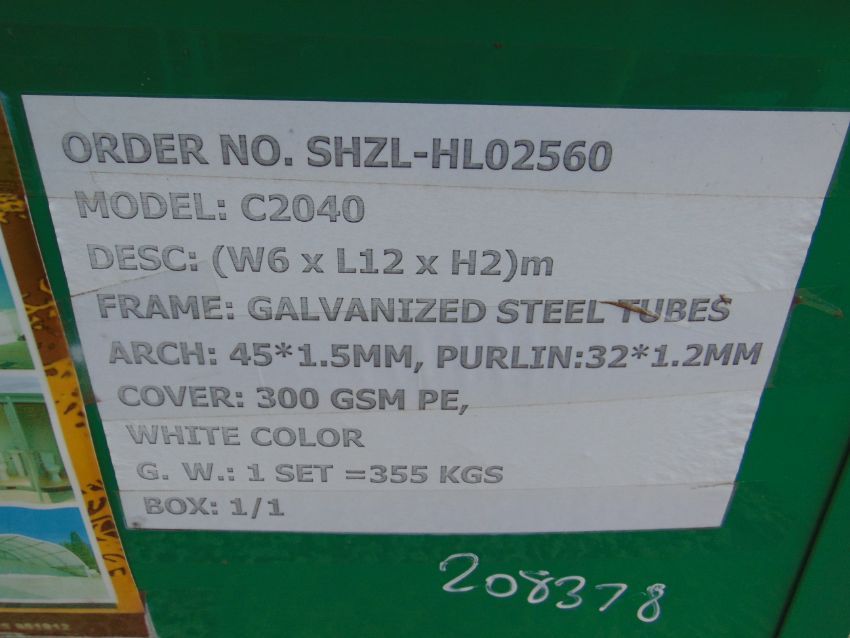 ORDER NO. SHZL-HL02560
MODEL: C2040
DESC: (W6 x L12 x H2)m
FRAME: GALVANIZED STEEL TUBES
ARCH: 45*1.5MM, PURLIN:32*1.2MM
COVER: 300 GSM PE,
WHITE COLOR
G. W.: 1 SET =355 KGS
BOX: 1/1
208378